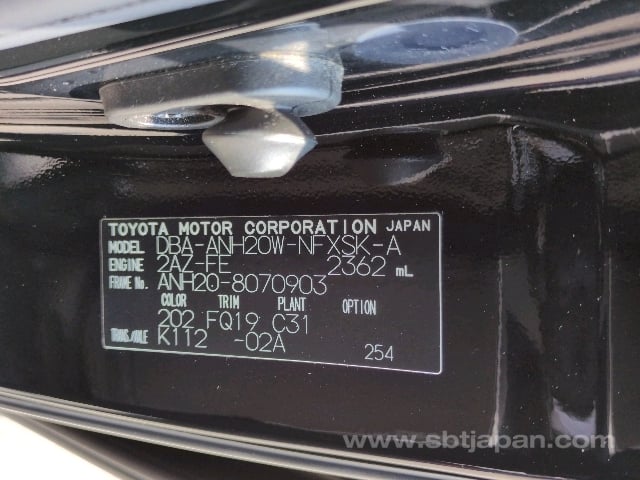 TOYOTA MOTOR CORPORATION JAPAN
MODEL DBA-ANH20W-NFXSK-A
ENGINE 2AZ-FE 2362 mL
FRAME No. ANH20-8070903
COLOR TRIM PLANT OPTION
202 FQ19 C31
TRANS/AXLE K112 -02A 254
www.sbtjapan.com